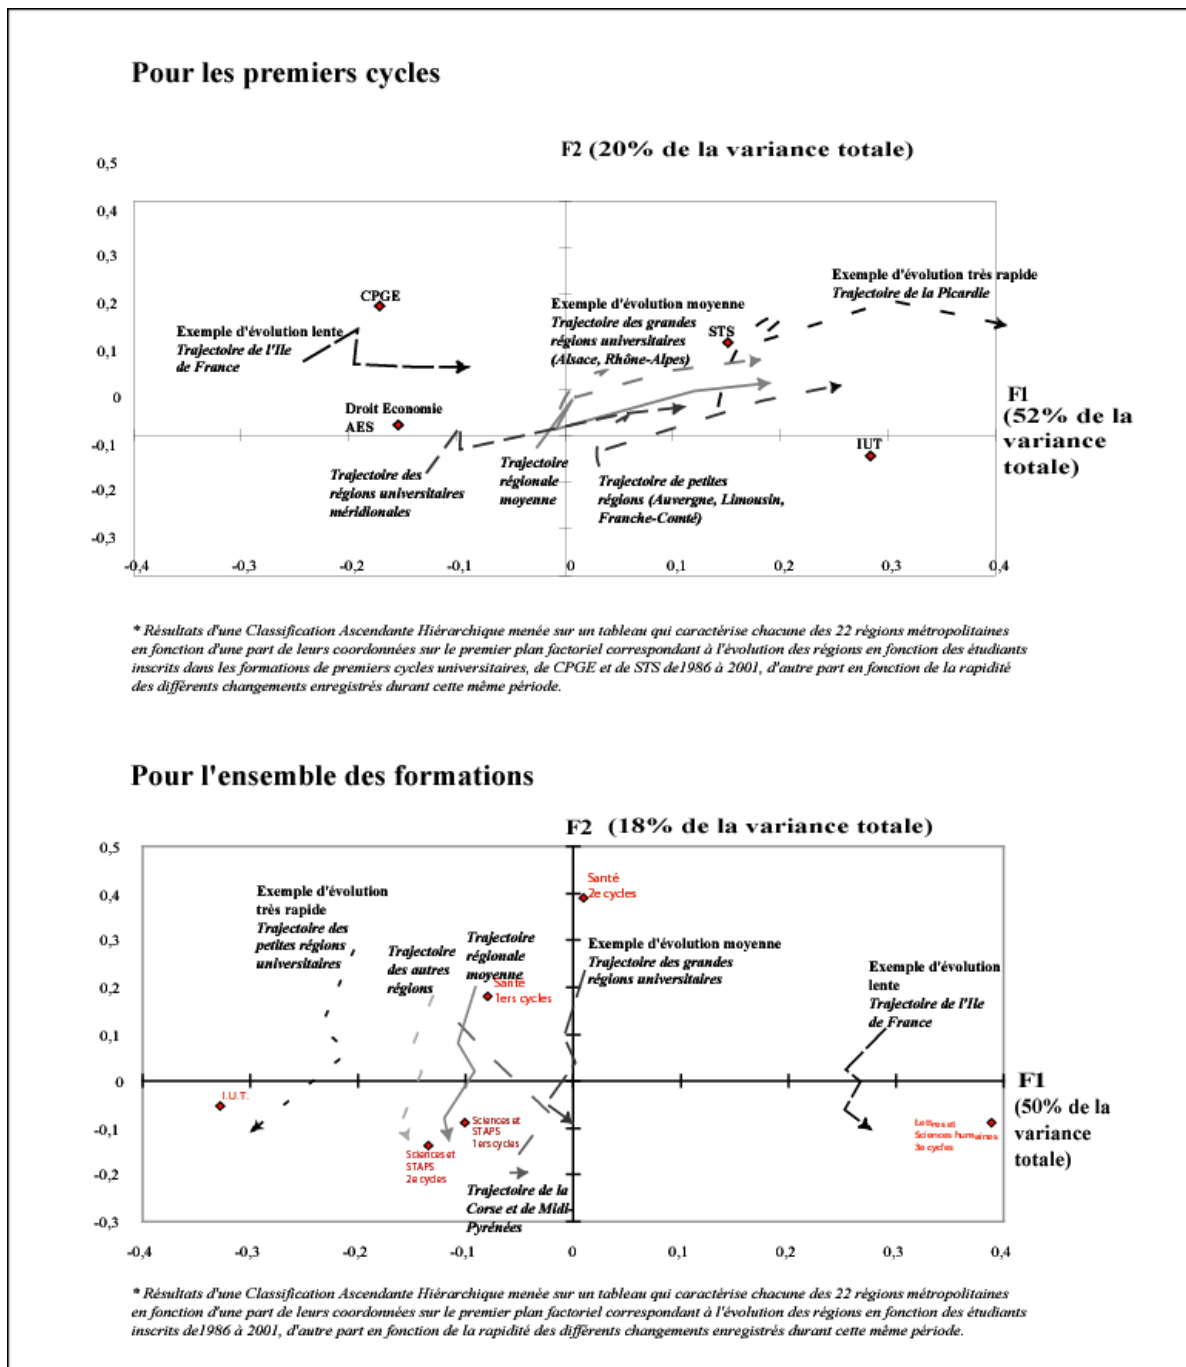 Pour les premiers cycles
F2 (20% de la variance totale)
0,5
0,4
0,3
0,2
0,1
0
-0,1
-0,2
-0,3
Exemple d'évolution très rapide
Trajectoire de la Picardie
CPGE
Exemple d'évolution moyenne
Trajectoire des grandes
régions universitaires
(Alsace, Rhône-Alpes)
STS
Exemple d'évolution lente
Trajectoire de l'Ile
de France
Droit Economie
AES
F1
(52% de la
variance
totale)
IUT
Trajectoire des
régions universitaires
méridionales
Trajectoire
régionale
moyenne
Trajectoire de petites
régions (Auvergne, Limousin,
Franche-Comté)
-0,4
-0,3
-0,2
-0,1
0
0,1
0,2
0,3
0,4
* Résultats d'une Classification Ascendante Hiérarchique menée sur un tableau qui caractérise chacune des 22 régions métropolitaines
en fonction d'une part de leurs coordonnées sur le premier plan factoriel correspondant à l'évolution des régions en fonction des étudiants
inscrits dans les formations de premiers cycles universitaires, de CPGE et de STS de1986 à 2001, d'autre part en fonction de la rapidité
des différents changements enregistrés durant cette même période.
Pour l'ensemble des formations
F2 (18% de la variance totale)
0,5
0,4
0,3
0,2
0,1
0
-0,1
-0,2
-0,3
Exemple d'évolution
très rapide
Trajectoire des
petites régions
universitaires
Trajectoire
des autres
régions
Trajectoire
régionale
moyenne
Santé
2e cycles
Santé
1ers cycles
Exemple d'évolution moyenne
Trajectoire des grandes
régions universitaires
Exemple d'évolution
lente
Trajectoire de l'Ile
de France
F1
(50% de la
variance
totale)
I.U.T.
Sciences et
STAPS
1ers cycles
Sciences et
STAPS
2e cycles
Lettres et
Sciences humaines
3e cycles
Trajectoire de la
Corse et de Midi-
Pyrénées
-0,4
-0,3
-0,2
-0,1
0
0,1
0,2
0,3
0,4
* Résultats d'une Classification Ascendante Hiérarchique menée sur un tableau qui caractérise chacune des 22 régions métropolitaines
en fonction d'une part de leurs coordonnées sur le premier plan factoriel correspondant à l'évolution des régions en fonction des étudiants
inscrits de1986 à 2001, d'autre part en fonction de la rapidité des différents changements enregistrés durant cette même période.